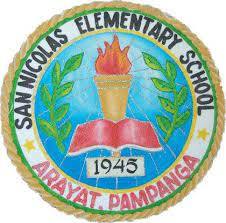 SAN NICOLAS ELEMENTARY SCHOOL
1945
ARAYAT, PAMPANGA